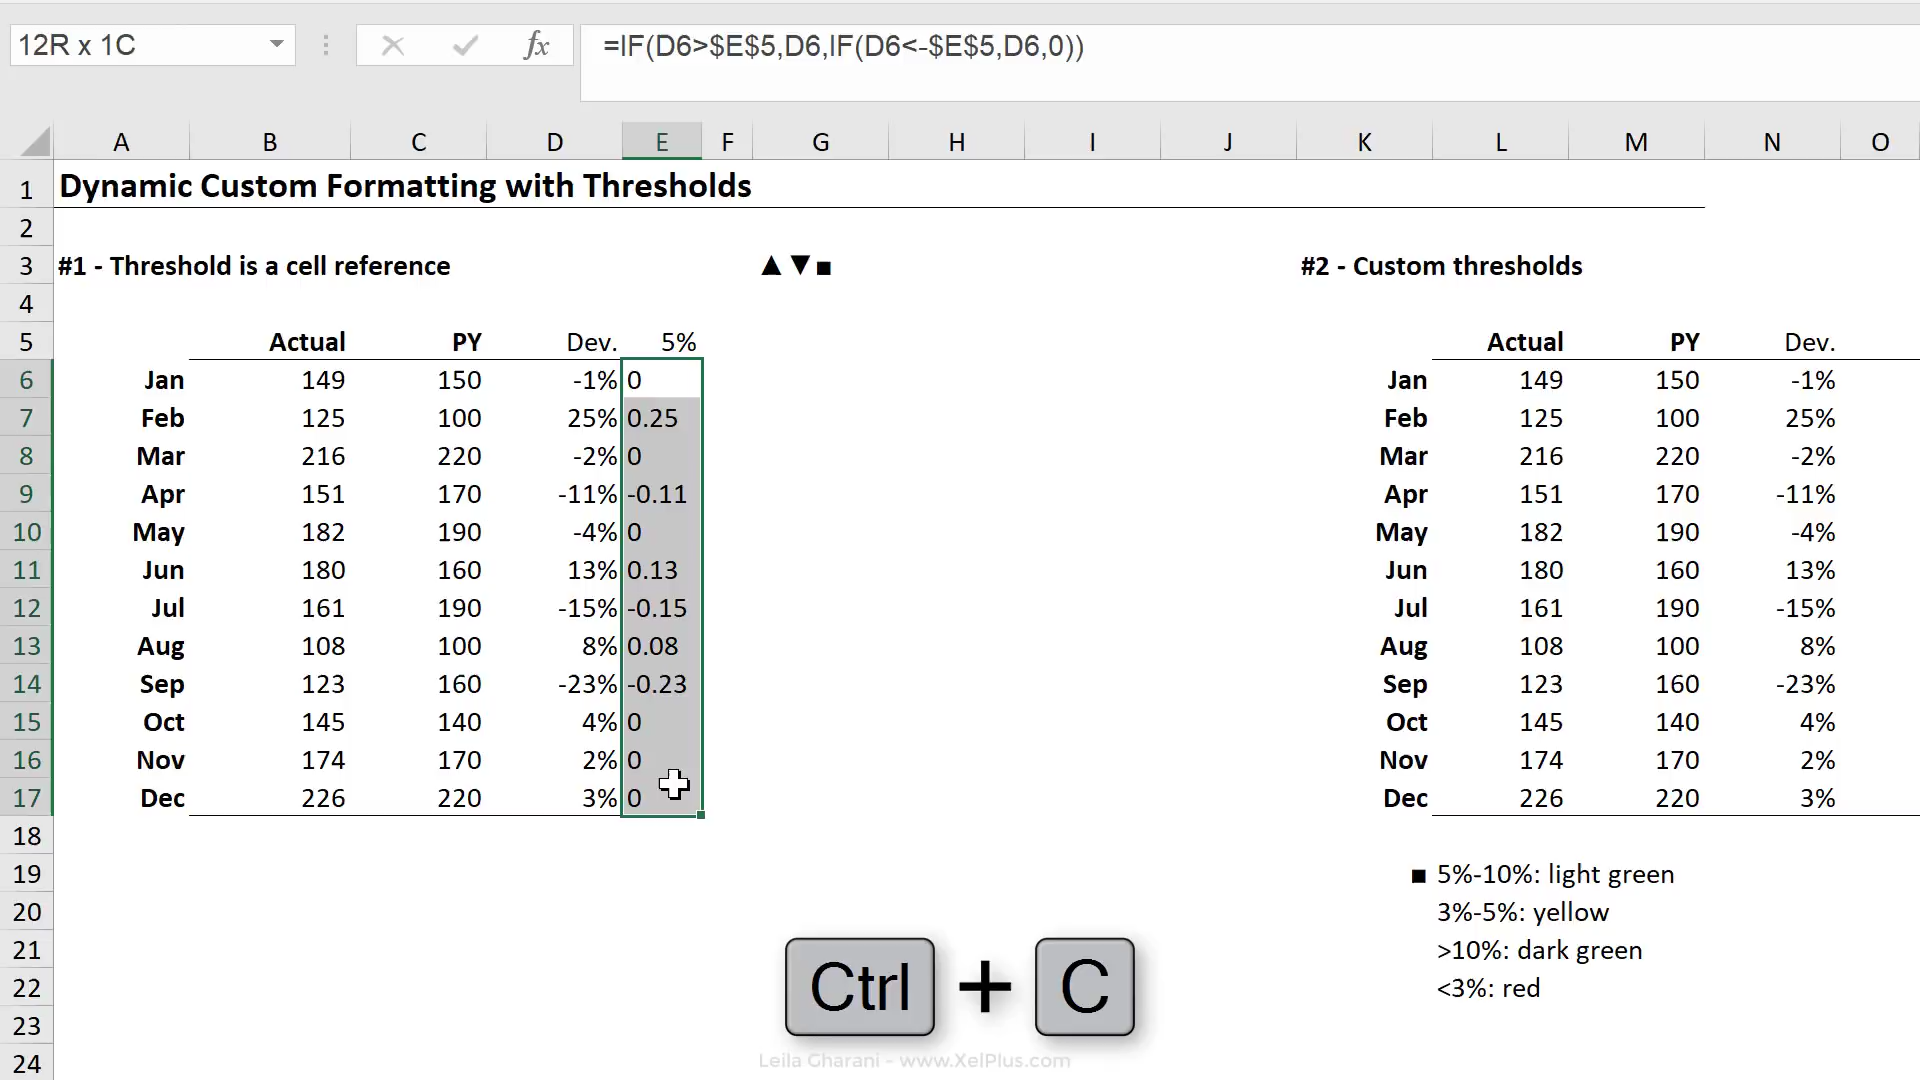 12R x 1C fx =IF(D6>$E$5,D6,IF(D6<-$E$5,D6,0))
A B C D E F G H I J K L M N O
1 Dynamic Custom Formatting with Thresholds
2
3 #1 - Threshold is a cell reference ▲▼■ #2 - Custom thresholds
4
5 Actual PY Dev. 5% Actual PY Dev.
6 Jan 149 150 -1% 0 Jan 149 150 -1%
7 Feb 125 100 25% 0.25 Feb 125 100 25%
8 Mar 216 220 -2% 0 Mar 216 220 -2%
9 Apr 151 170 -11% -0.11 Apr 151 170 -11%
10 May 182 190 -4% 0 May 182 190 -4%
11 Jun 180 160 13% 0.13 Jun 180 160 13%
12 Jul 161 190 -15% -0.15 Jul 161 190 -15%
13 Aug 108 100 8% 0.08 Aug 108 100 8%
14 Sep 123 160 -23% -0.23 Sep 123 160 -23%
15 Oct 145 140 4% 0 Oct 145 140 4%
16 Nov 174 170 2% 0 Nov 174 170 2%
17 Dec 226 220 3% 0 Dec 226 220 3%
18
19 ■ 5%-10%: light green
20 3%-5%: yellow
21 >10%: dark green
22 <3%: red
23
24
Ctrl + C
Leila Gharani - www.XelPlus.com